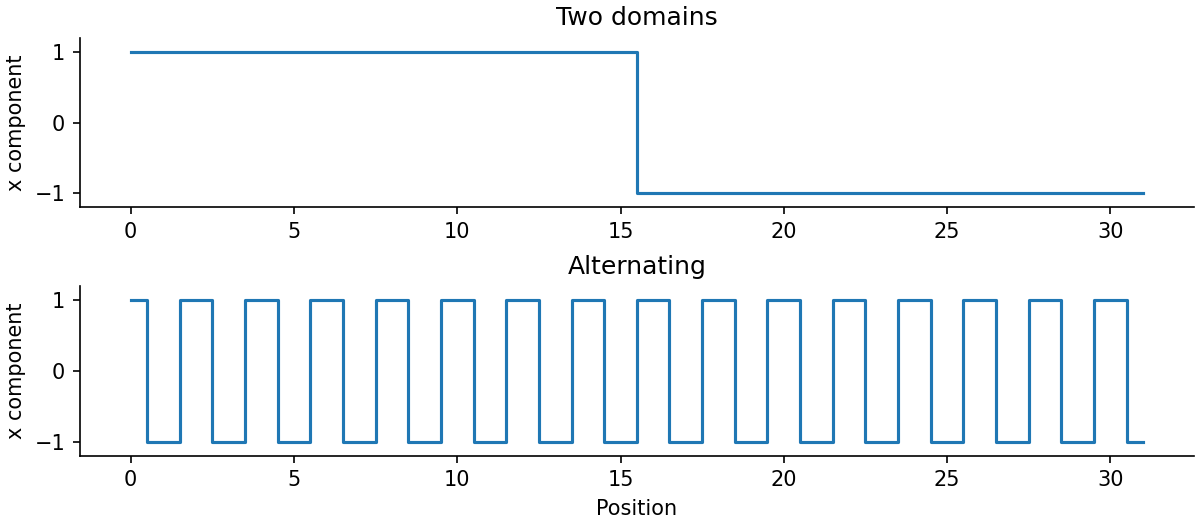 Two domains
x component
1
0
−1
0 5 10 15 20 25 30
Alternating
x component
1
0
−1
0 5 10 15 20 25 30
Position